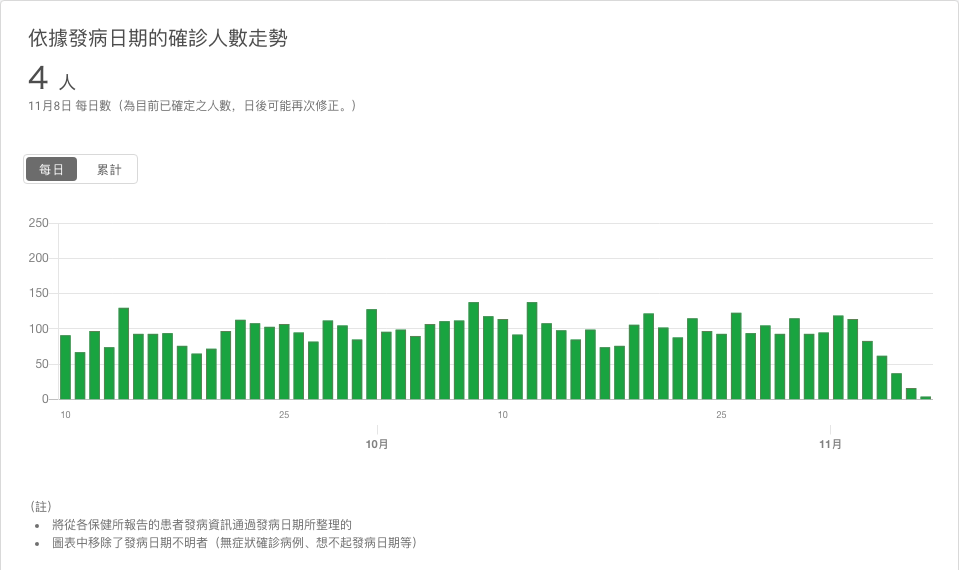 依據發病日期的確診人數走勢
4 人
11月8日 每日數（為目前已確定之人數，日後可能再次修正。）
每日 累計
250
200
150
100
50
0
10 25 10 25
10月 11月
（註）
• 將從各保健所報告的患者發病資訊通過發病日期所整理的
• 圖表中移除了發病日期不明者（無症狀確診病例、想不起發病日期等）